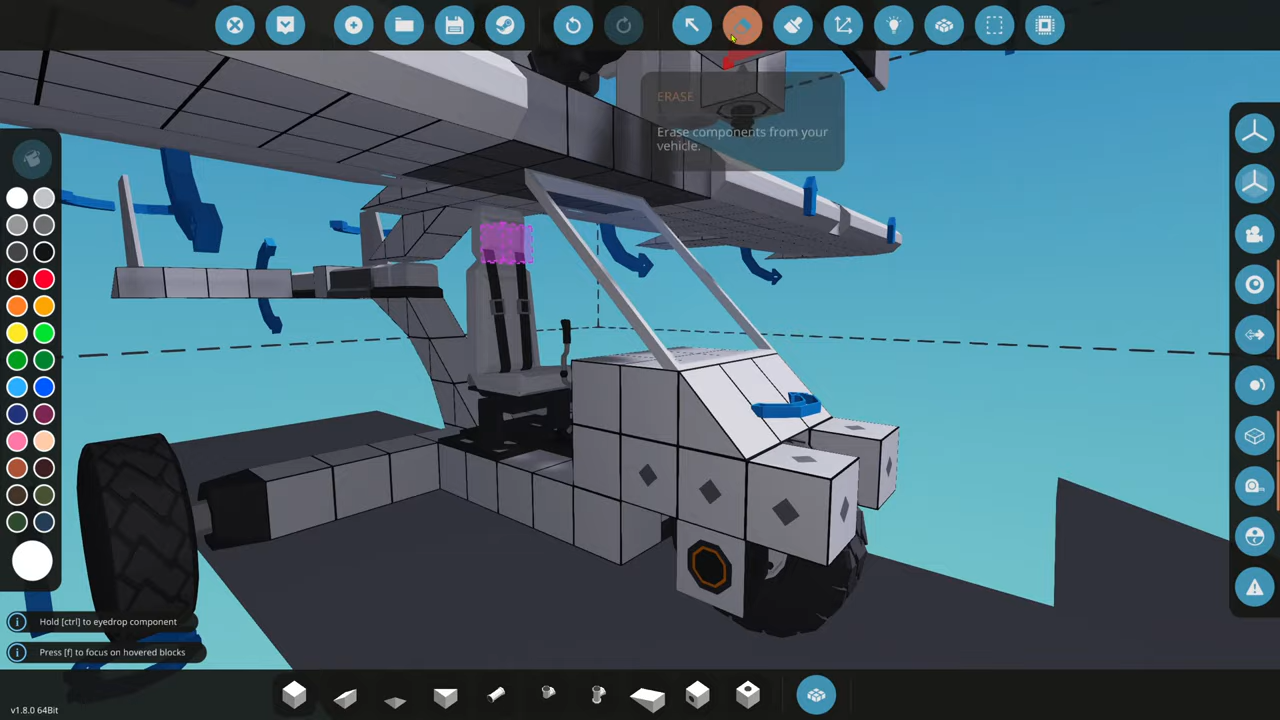 ERASE
Erase components from your
vehicle.
Hold [ctrl] to eyedrop component
Press [f] to focus on hovered blocks
v1.8.0 64Bit